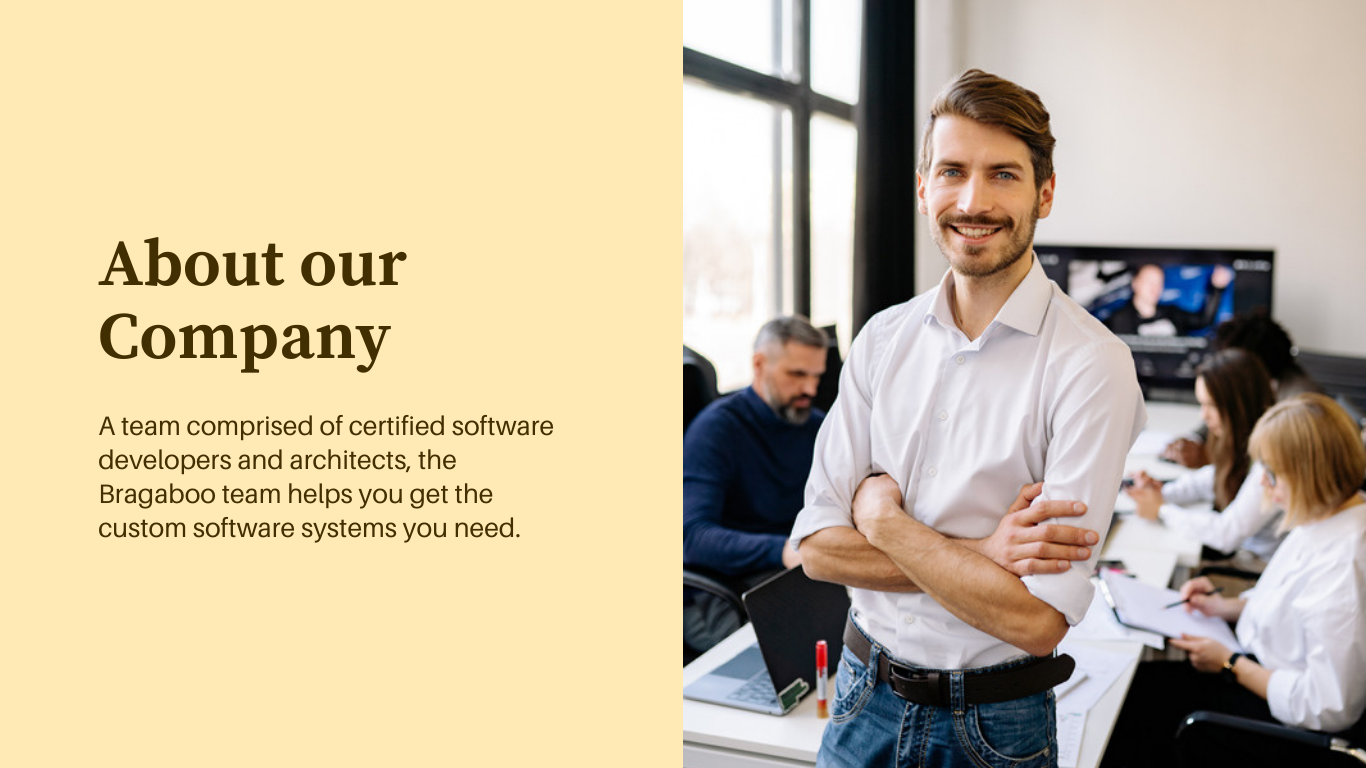 About our
Company
A team comprised of certified software
developers and architects, the
Bragaboo team helps you get the
custom software systems you need.